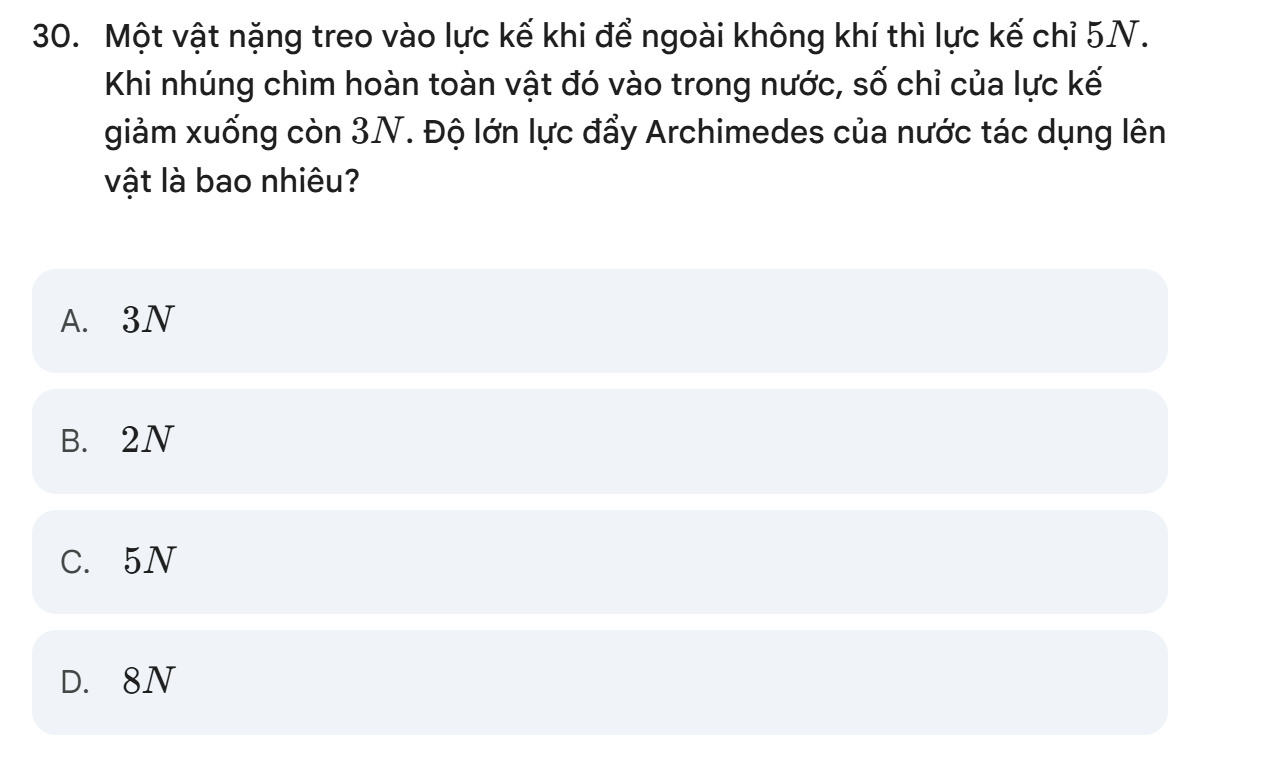 30. Một vật nặng treo vào lực kế khi để ngoài không khí thì lực kế chỉ 5N.
Khi nhúng chìm hoàn toàn vật đó vào trong nước, số chỉ của lực kế
giảm xuống còn 3N. Độ lớn lực đẩy Archimedes của nước tác dụng lên
vật là bao nhiêu?
A. 3N
B. 2N
C. 5N
D. 8N